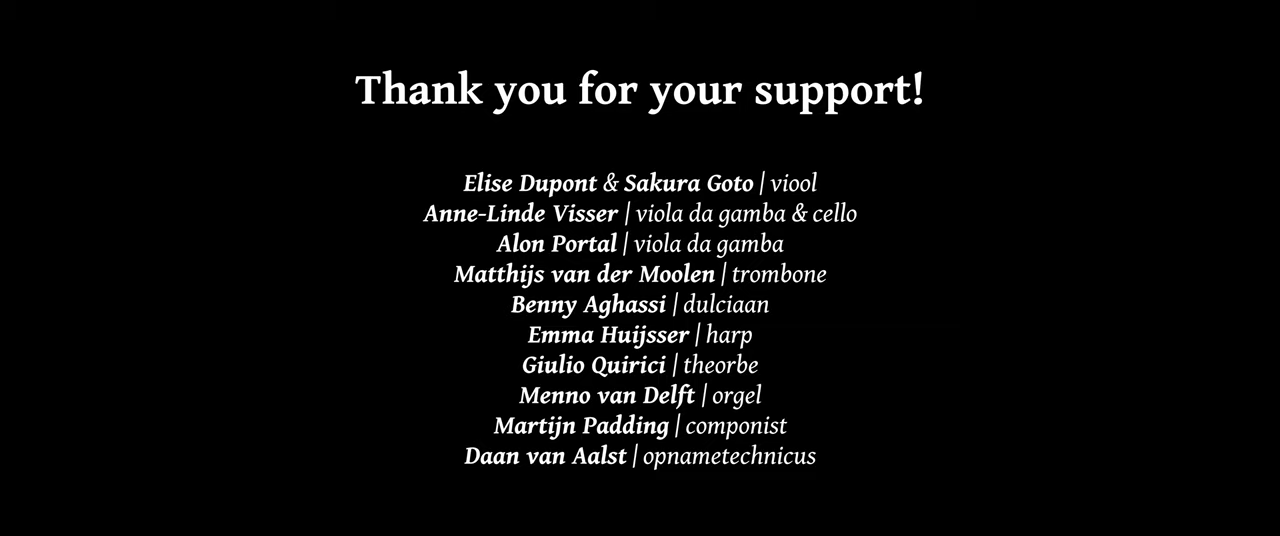 Thank you for your support!
Elise Dupont & Sakura Goto | viool
Anne-Linde Visser | viola da gamba & cello
Alon Portal | viola da gamba
Matthijs van der Moolen | trombone
Benny Aghassi | dulciaan
Emma Huijsser | harp
Giulio Quirici | theorbe
Menno van Delft | orgel
Martijn Padding | componist
Daan van Aalst | opnametechnicus